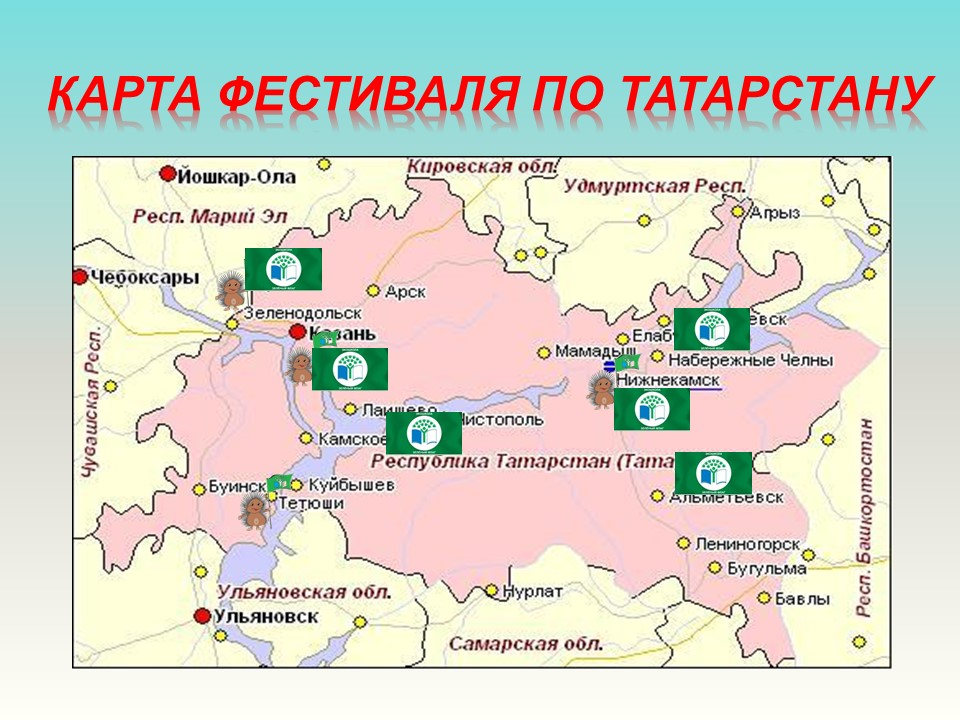 КАРТА ФЕСТИВАЛЯ ПО ТАТАРСТАНУ
Кировская обл.
Йошкар-Ола
Удмуртская Респ.
Респ. Марий Эл
Агрыз
Чебоксары
Арск
Зеленодольск
Казань
Мамадыш
Набережные Челны
Нижнекамск
Чувашская Респ.
Лаишево
Чистополь
Республика Татарстан
Респ. Башкортостан
Буинск
Куйбышев
Тетюши
Альметьевск
Лениногорск
Бугульма
Ульяновская обл.
Нурлат
Бавлы
Ульяновск
Самарская обл.